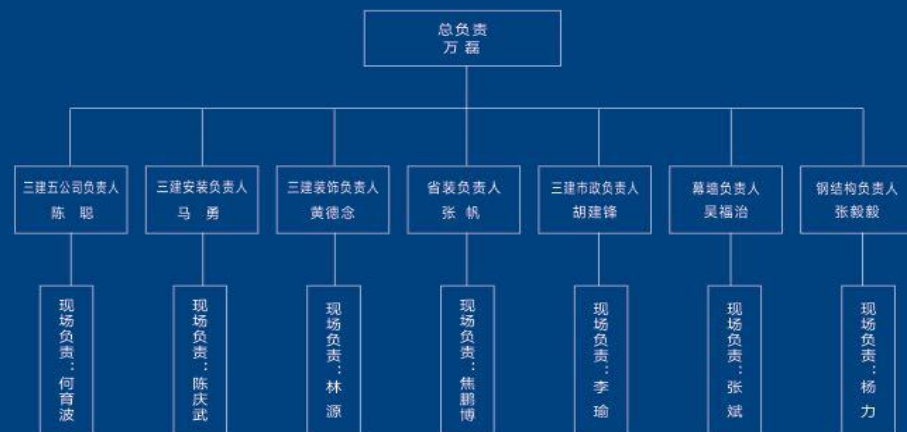 总负责
万磊
三建五公司负责人
陈 聪
三建安装负责人
马 勇
三建装饰负责人
黄德念
省装负责人
张 帆
三建市政负责人
胡建锋
幕墙负责人
吴福治
钢结构负责人
张毅毅
现场负责：何育波
现场负责：陈庆武
现场负责：林 源
现场负责：焦鹏博
现场负责：李 瑜
现场负责：张 斌
现场负责：杨 力